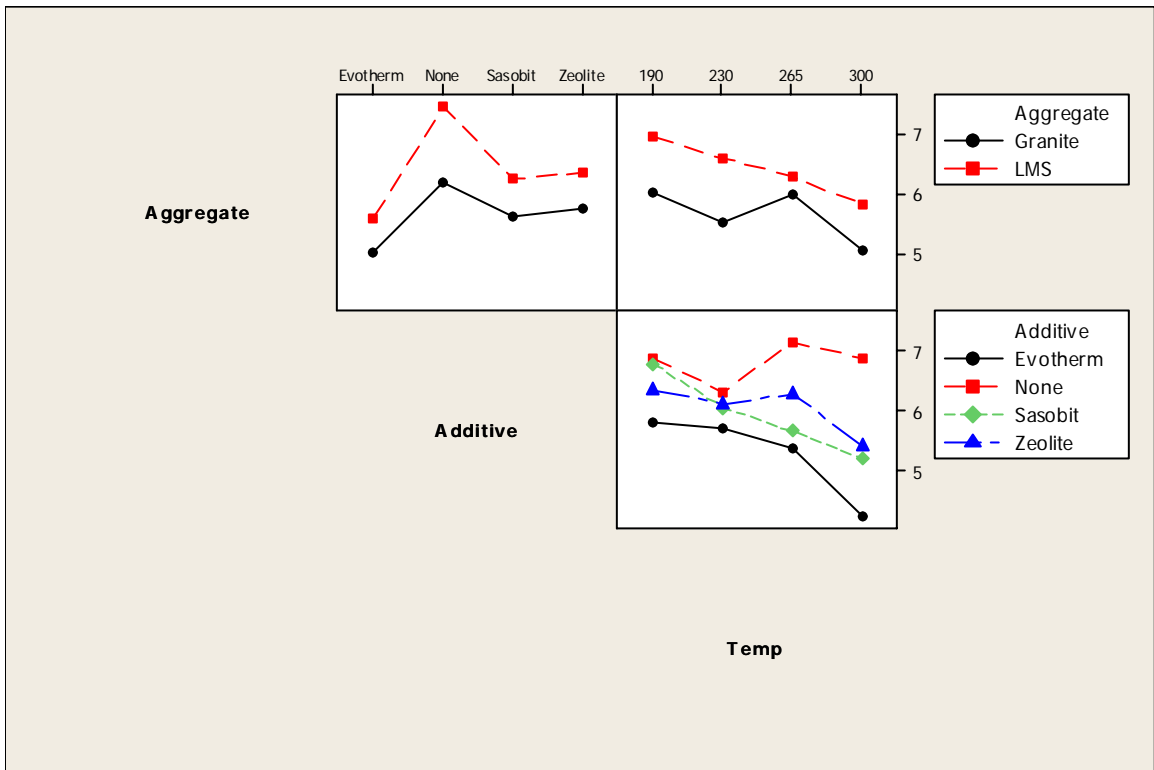 Evotherm None Sasobit Zeolite 190 230 265 300
Aggregate
Granite
LMS
7
6
5
Aggregate
Additive
Evotherm
None
Sasobit
Zeolite
7
6
5
Additive
Temp